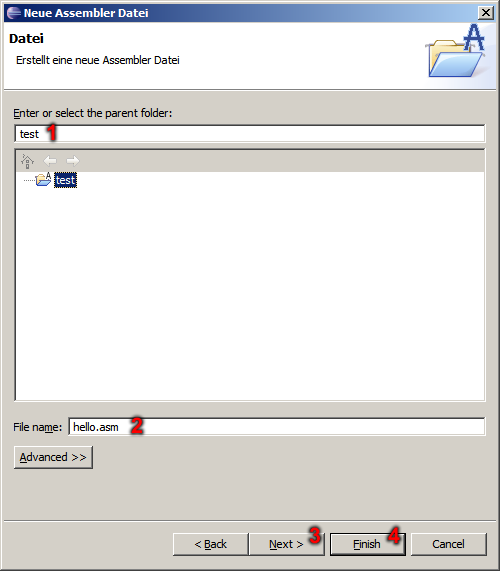 Neue Assembler Datei
Datei
Erstellt eine neue Assembler Datei
A
Enter or select the parent folder:
test 1
A
test
File name: hello.asm 2
Advanced >>
3 4
< Back Next > Finish Cancel